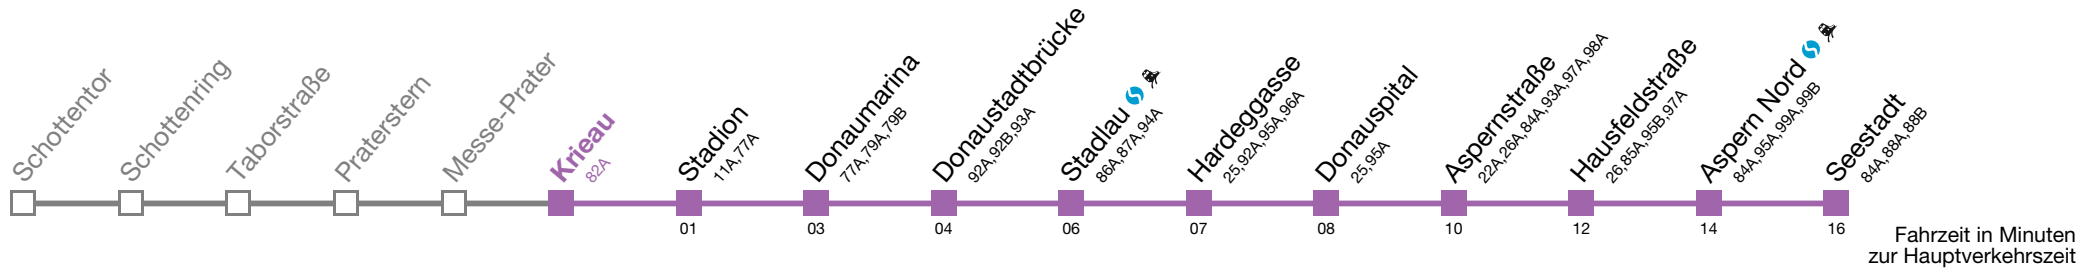 Schottentor
Schottenring
Taborstraße
Praterstern
Messe-Prater
Krieau
82A
Stadion
11A,77A
Donaumarina
77A,79A,79B
Donaustadtbrücke
92A,92B,93A
Stadlau
86A,87A,94A
Hardeggasse
25,92A,95A,96A
Donauspital
25,95A
Aspernstraße
22A,26A,84A,93A,97A,98A
Hausfeldstraße
26,85A,95B,97A
Aspern Nord
84A,95A,99A,99B
Seestadt
84A,88A,88B
01
03
04
06
07
08
10
12
14
16
Fahrzeit in Minuten
zur Hauptverkehrszeit